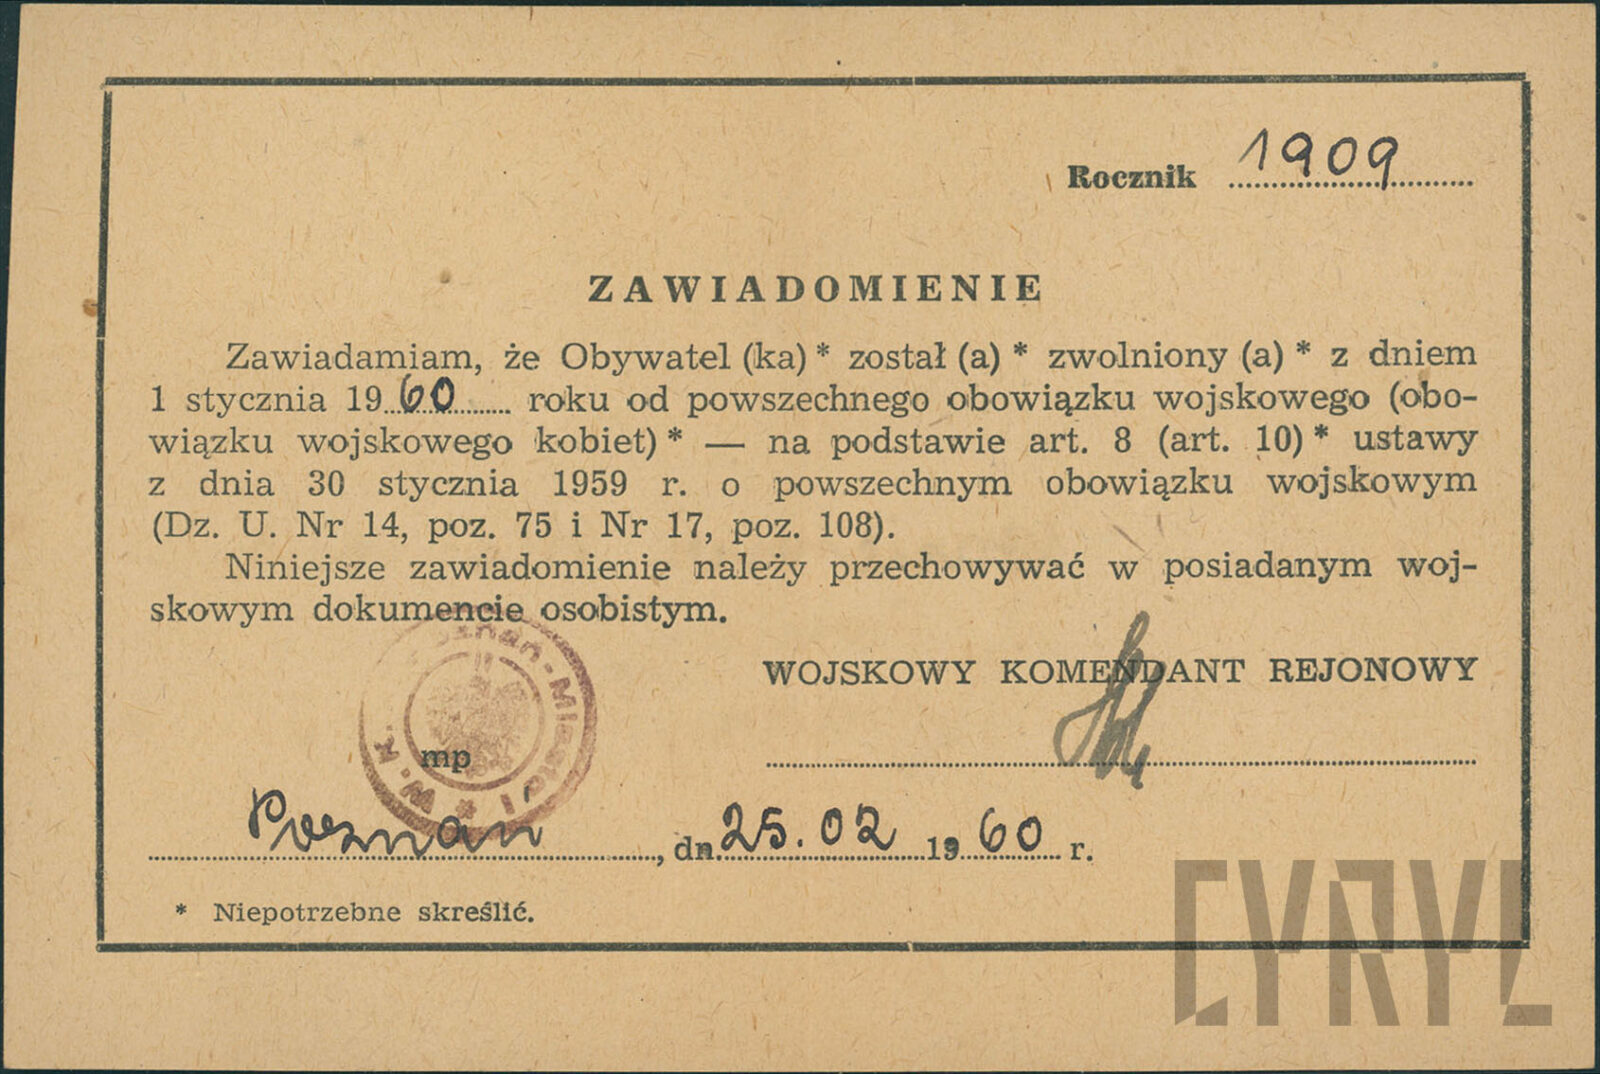 Rocznik 1909
ZAWIADOMIENIE
Zawiadamiam, że Obywatel (ka)* został (a)* zwolniony (a)* z dniem
1 stycznia 1960 roku od powszechnego obowiązku wojskowego (obo-
wiązku wojskowego kobiet)* — na podstawie art. 8 (art. 10)* ustawy
z dnia 30 stycznia 1959 r. o powszechnym obowiązku wojskowym
(Dz. U. Nr 14, poz. 75 i Nr 17, poz. 108).
Niniejsze zawiadomienie należy przechowywać w posiadanym woj-
skowym dokumencie osobistym.
WOJSKOWY KOMENDANT REJONOWY
mp
Poznań, dn. 25.02 1960 r.
* Niepotrzebne skreślić.
CYRYL